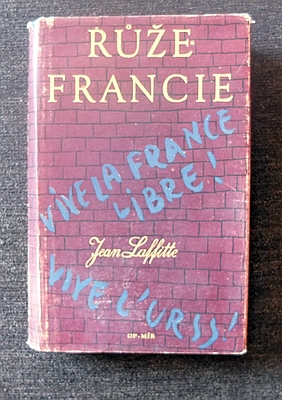 RŮŽE
FRANCIE
VIVE LA FRANCE
LIBRE!
Jean Laffitte
VIVE L'URSS!
DP-MÍR